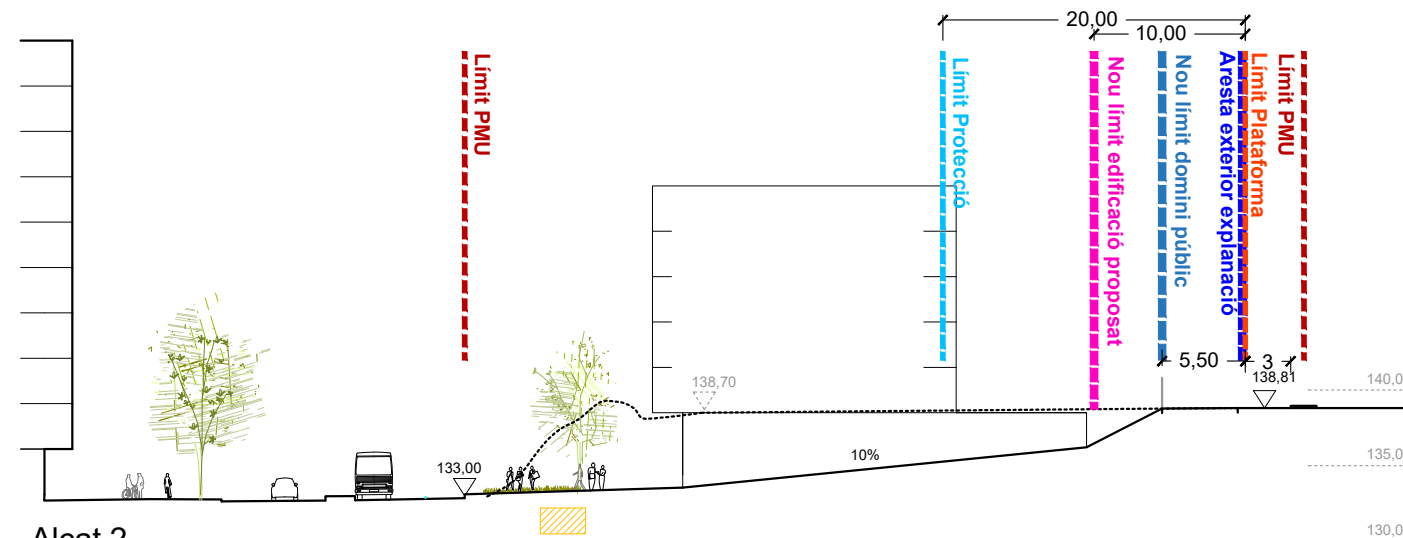 20,00
10,00
Límit PMU
Límit Protecció
Nou límit edificació proposat
Nou límit domini públic
Aresta exterior explanació
Límit Plataforma
Límit PMU
5,50
3
138,70
138,81
140,0
133,00
10%
135,0
Alçat 2
130,0